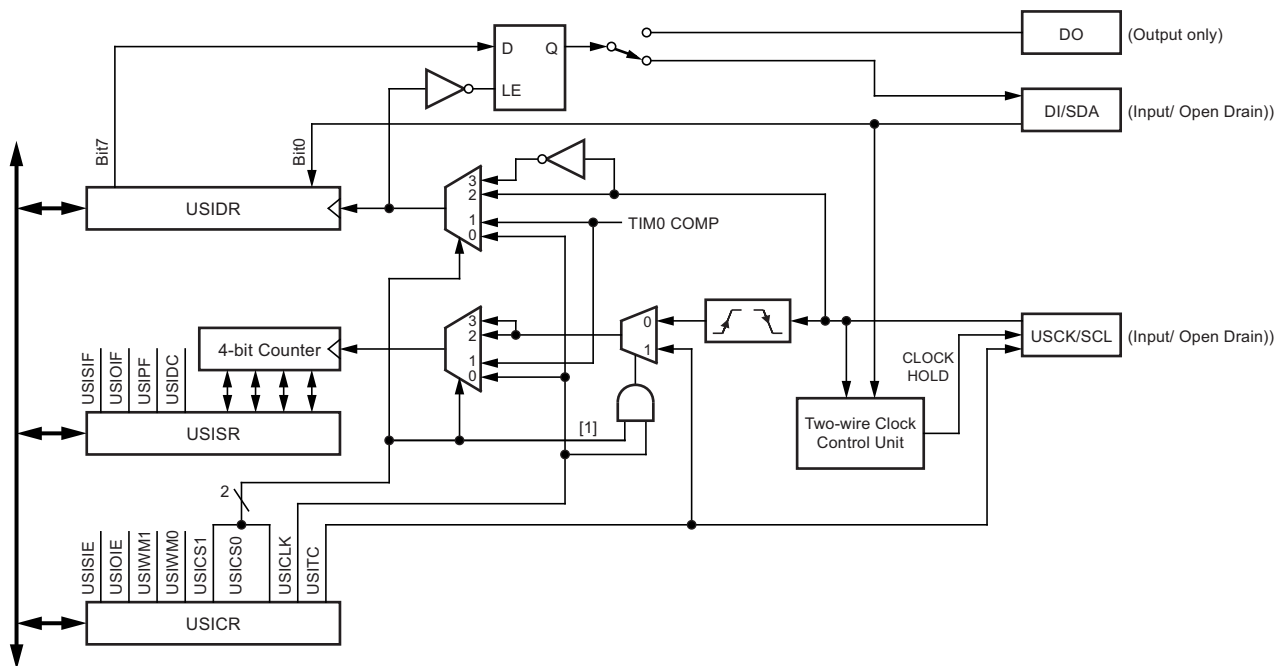 DO
(Output only)
D
Q
LE
DI/SDA
(Input/ Open Drain))
Bit7
Bit0
USIDR
3
2
1
0
TIM0 COMP
4-bit Counter
3
2
1
0
0
1
USCK/SCL
(Input/ Open Drain))
CLOCK
HOLD
USISIF
USIOIF
USIPF
USIDC
USISR
[1]
Two-wire Clock
Control Unit
2
USISIE
USIOIE
USIWM1
USIWM0
USICS1
USICS0
USICLK
USITC
USICR